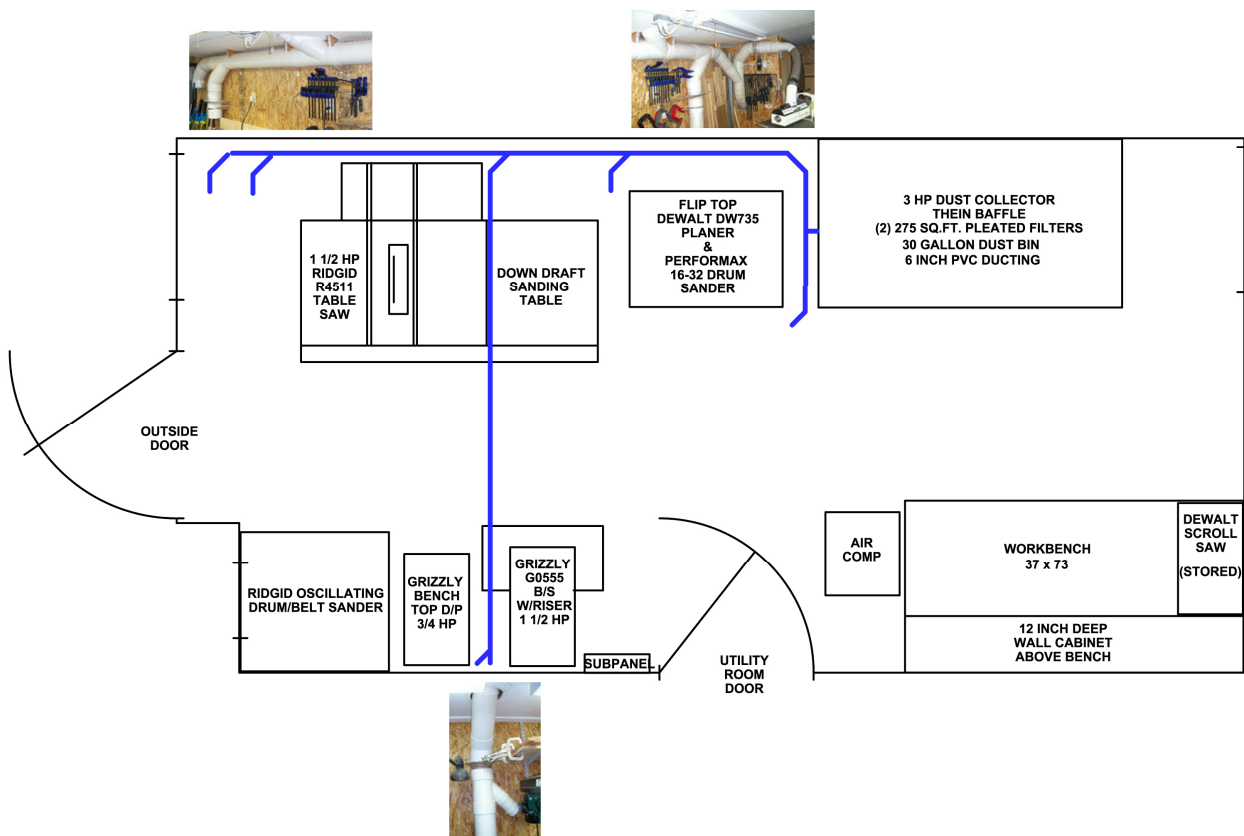 3 HP DUST COLLECTOR
THEIN BAFFLE
(2) 275 SQ.FT. PLEATED FILTERS
30 GALLON DUST BIN
6 INCH PVC DUCTING
FLIP TOP
DEWALT DW735
PLANER
&
PERFORMAX
16-32 DRUM
SANDER
1 1/2 HP
RIDGID
R4511
TABLE
SAW
DOWN DRAFT
SANDING
TABLE
OUTSIDE
DOOR
RIDGID OSCILLATING
DRUM/BELT SANDER
GRIZZLY
BENCH
TOP D/P
3/4 HP
GRIZZLY
G0555
B/S
W/RISER
1 1/2 HP
SUBPANEL
UTILITY
ROOM
DOOR
AIR
COMP
WORKBENCH
37 x 73
DEWALT
SCROLL
SAW
(STORED)
12 INCH DEEP
WALL CABINET
ABOVE BENCH